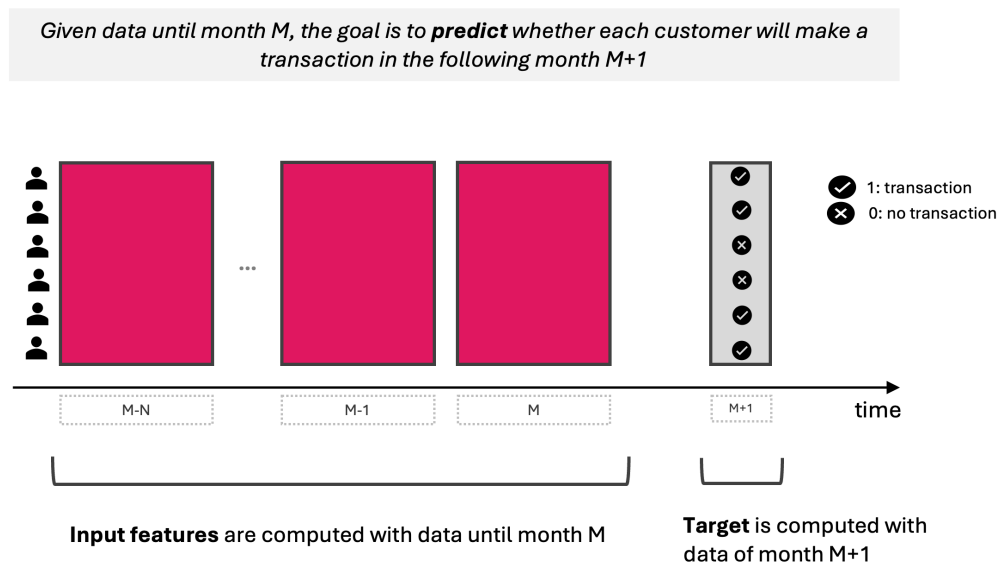 Given data until month M, the goal is to predict whether each customer will make a
transaction in the following month M+1
1: transaction
0: no transaction
...
M-N
M-1
M
M+1
time
Input features are computed with data until month M
Target is computed with
data of month M+1